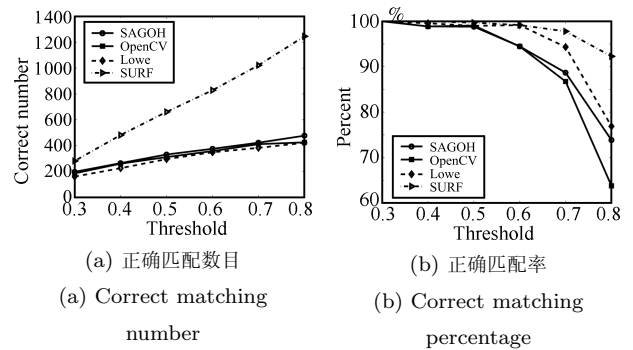 1400
1200
1000
800
600
400
200
0
Correct number
SAGOH
OpenCV
Lowe
SURF
0.3 0.4 0.5 0.6 0.7 0.8
Threshold
(a) 正确匹配数目
(a) Correct matching
number
%
100
90
80
70
60
Percent
SAGOH
OpenCV
Lowe
SURF
0.3 0.4 0.5 0.6 0.7 0.8
Threshold
(b) 正确匹配率
(b) Correct matching
percentage